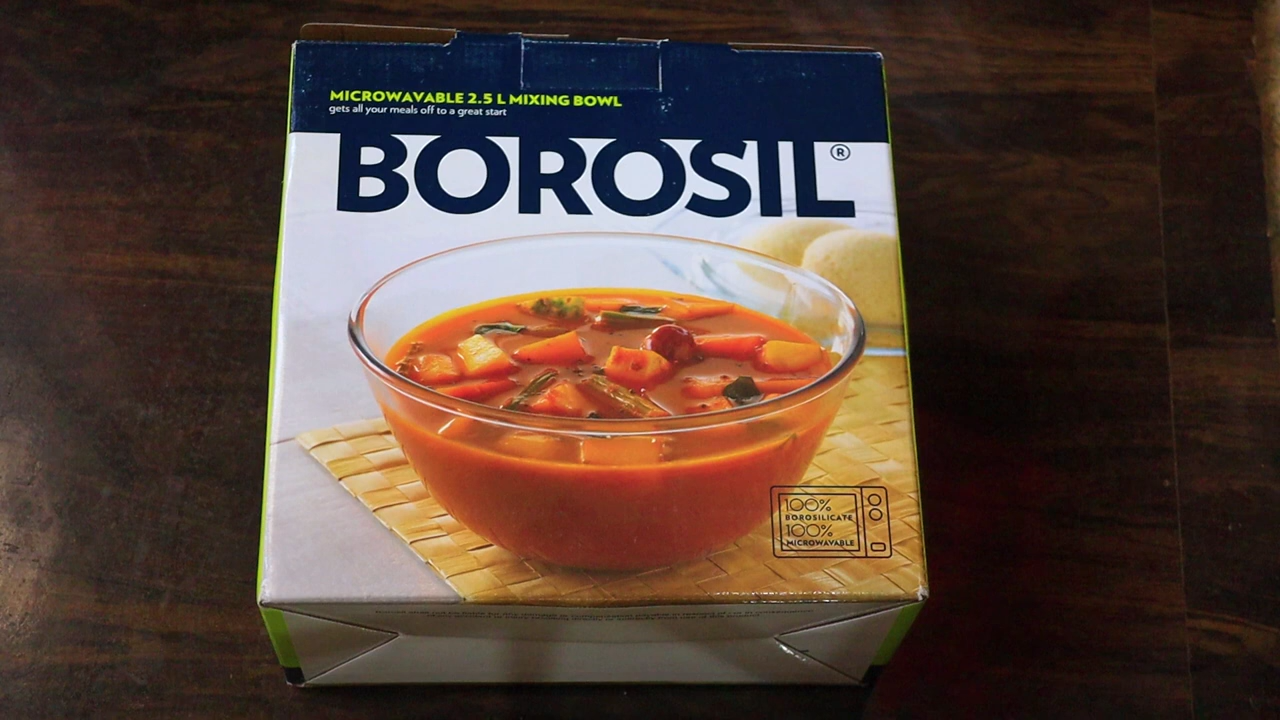 MICROWAVABLE 2.5 L MIXING BOWL
gets all your meals off to a great start
BOROSIL®
100%
BOROSILICATE
100%
MICROWAVABLE